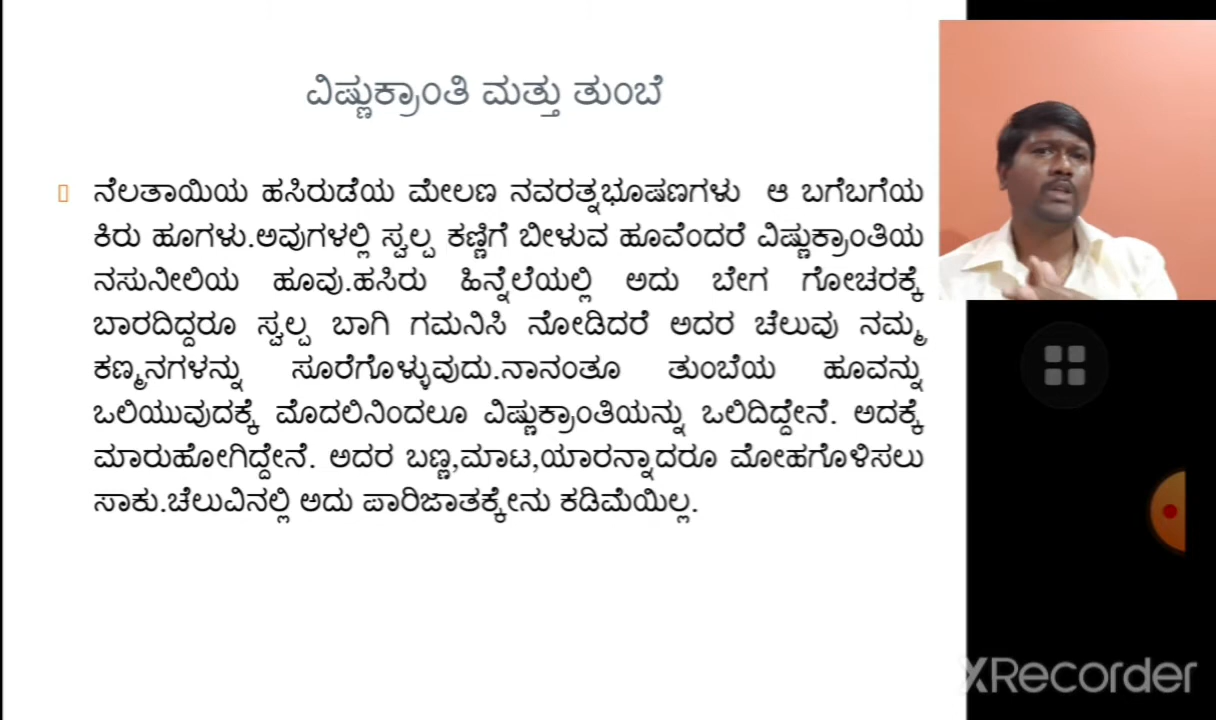 ವಿಷ್ಣುಕ್ರಾಂತಿ ಮತ್ತು ತುಂಬೆ
ನೆಲತಾಯಿಯ ಹಸಿರುಡೆಯ ಮೇಲಣ ನವರತ್ನಭೂಷಣಗಳು ಆ ಬಗೆಬಗೆಯ
ಕಿರು ಹೂಗಳು.ಅವುಗಳಲ್ಲಿ ಸ್ವಲ್ಪ ಕಣ್ಣಿಗೆ ಬೀಳುವ ಹೂವೆಂದರೆ ವಿಷ್ಣುಕ್ರಾಂತಿಯ
ನಸುನೀಲಿಯ ಹೂವು.ಹಸಿರು ಹಿನ್ನೆಲೆಯಲ್ಲಿ ಅದು ಬೇಗ ಗೋಚರಕ್ಕೆ
ಬಾರದಿದ್ದರೂ ಸ್ವಲ್ಪ ಬಾಗಿ ಗಮನಿಸಿ ನೋಡಿದರೆ ಅದರ ಚೆಲುವು ನಮ್ಮ
ಕಣ್ಮನಗಳನ್ನು ಸೂರೆಗೊಳ್ಳುವುದು.ನಾನಂತೂ ತುಂಬೆಯ ಹೂವನ್ನು
ಒಲಿಯುವುದಕ್ಕೆ ಮೊದಲಿನಿಂದಲೂ ವಿಷ್ಣುಕ್ರಾಂತಿಯನ್ನು ಒಲಿದಿದ್ದೇನೆ. ಅದಕ್ಕೆ
ಮಾರುಹೋಗಿದ್ದೇನೆ. ಅದರ ಬಣ್ಣ,ಮಾಟ,ಯಾರನ್ನಾದರೂ ಮೋಹಗೊಳಿಸಲು
ಸಾಕು.ಚೆಲುವಿನಲ್ಲಿ ಅದು ಪಾರಿಜಾತಕ್ಕೇನು ಕಡಿಮೆಯಿಲ್ಲ.
XRecorder